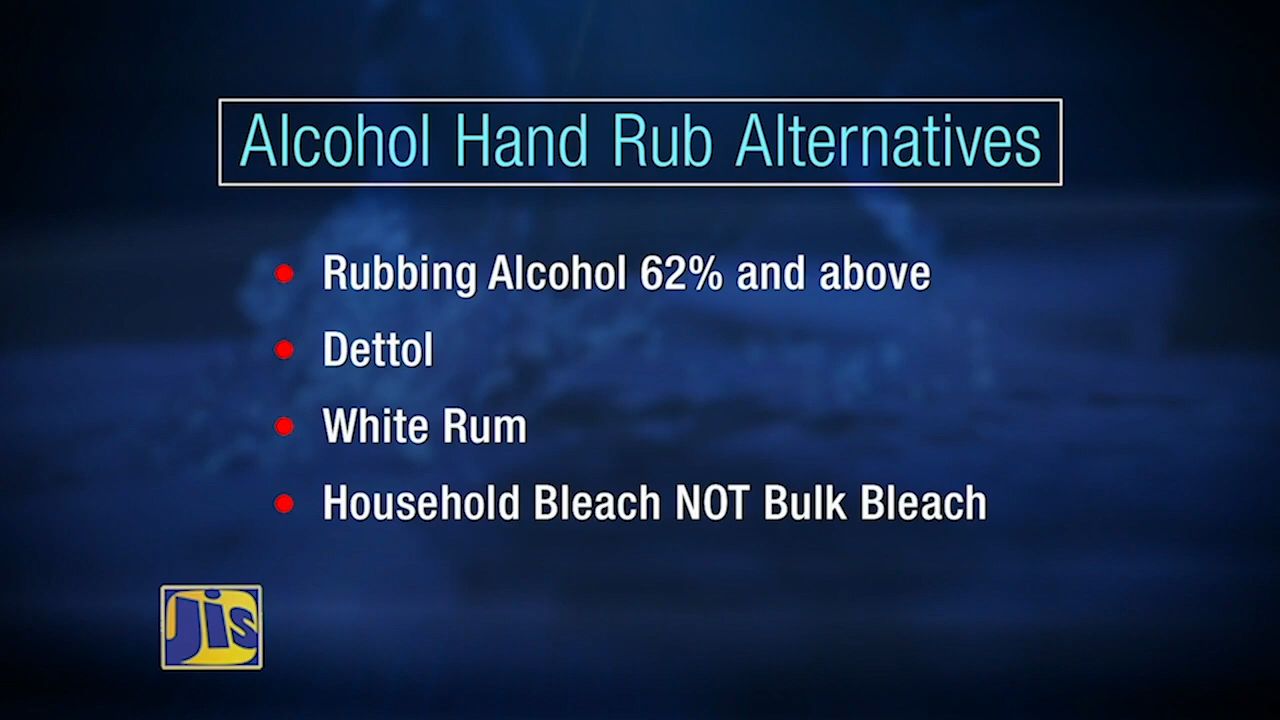 Alcohol Hand Rub Alternatives
Rubbing Alcohol 62% and above
Dettol
White Rum
Household Bleach NOT Bulk Bleach
Jis